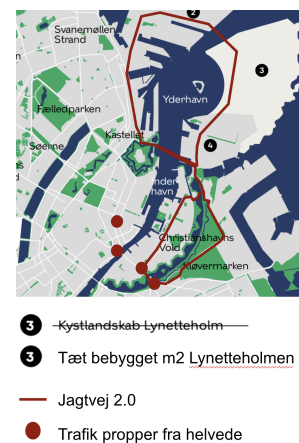 2
Svanemøllen
Strand
n
3
Yderhavn
Fælledparken
Kastellet
4
Søerne
s
d
nder
havn
Christianshavns
Vold
Kløvermarken
3 Kystlandskab Lynetteholm
3 Tæt bebygget m2 Lynetteholmen
Jagtvej 2.0
Trafik propper fra helvede